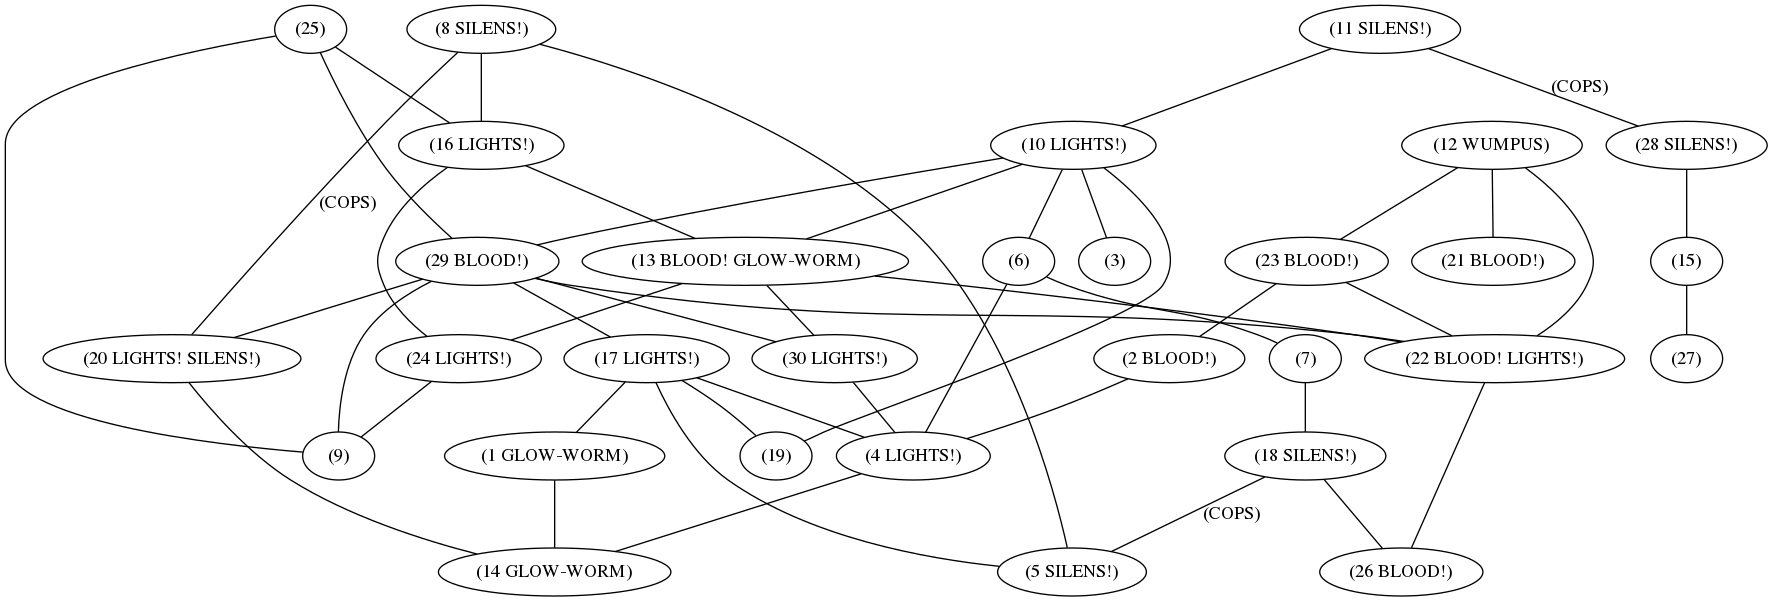 (25)
(8 SILENS!)
(11 SILENS!)
(COPS)
(16 LIGHTS!)
(10 LIGHTS!)
(12 WUMPUS)
(28 SILENS!)
(COPS)
(29 BLOOD!)
(13 BLOOD! GLOW-WORM)
(6)
(3)
(23 BLOOD!)
(21 BLOOD!)
(15)
(20 LIGHTS! SILENS!)
(24 LIGHTS!)
(17 LIGHTS!)
(30 LIGHTS!)
(2 BLOOD!)
(7)
(22 BLOOD! LIGHTS!)
(27)
(9)
(1 GLOW-WORM)
(19)
(4 LIGHTS!)
(18 SILENS!)
(COPS)
(14 GLOW-WORM)
(5 SILENS!)
(26 BLOOD!)